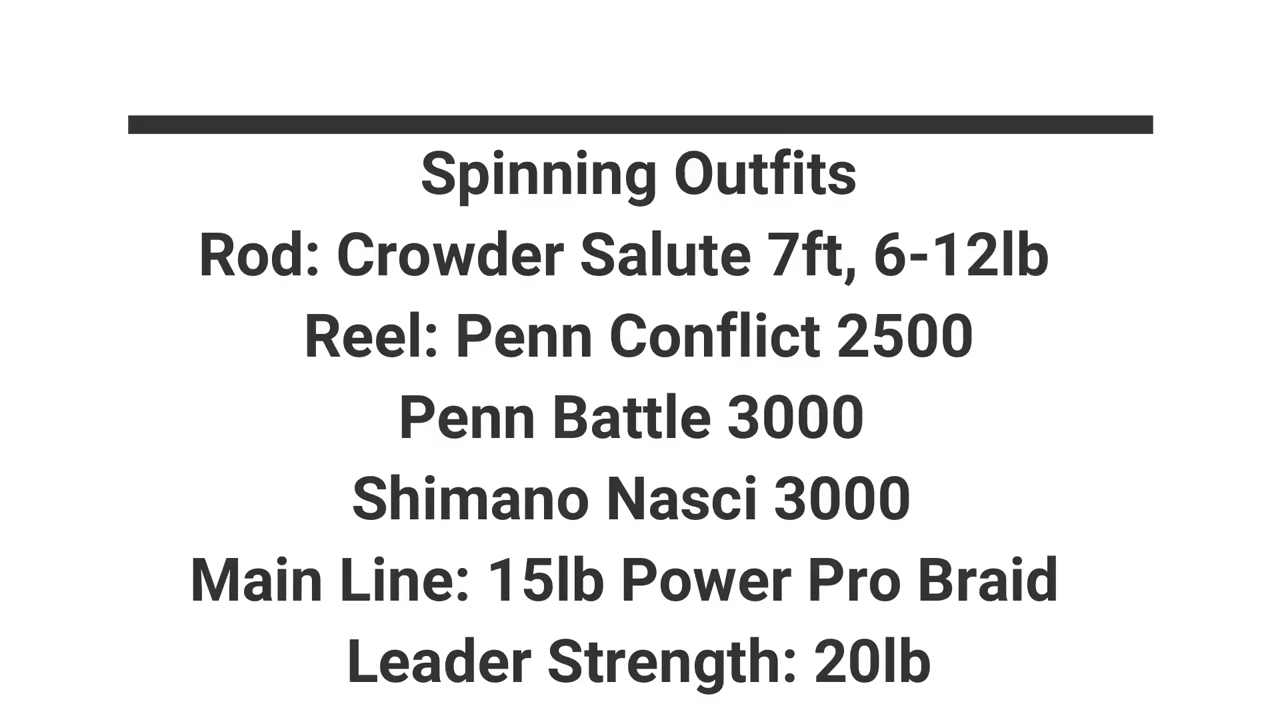 Spinning Outfits
Rod: Crowder Salute 7ft, 6-12lb
Reel: Penn Conflict 2500
Penn Battle 3000
Shimano Nasci 3000
Main Line: 15lb Power Pro Braid
Leader Strength: 20lb